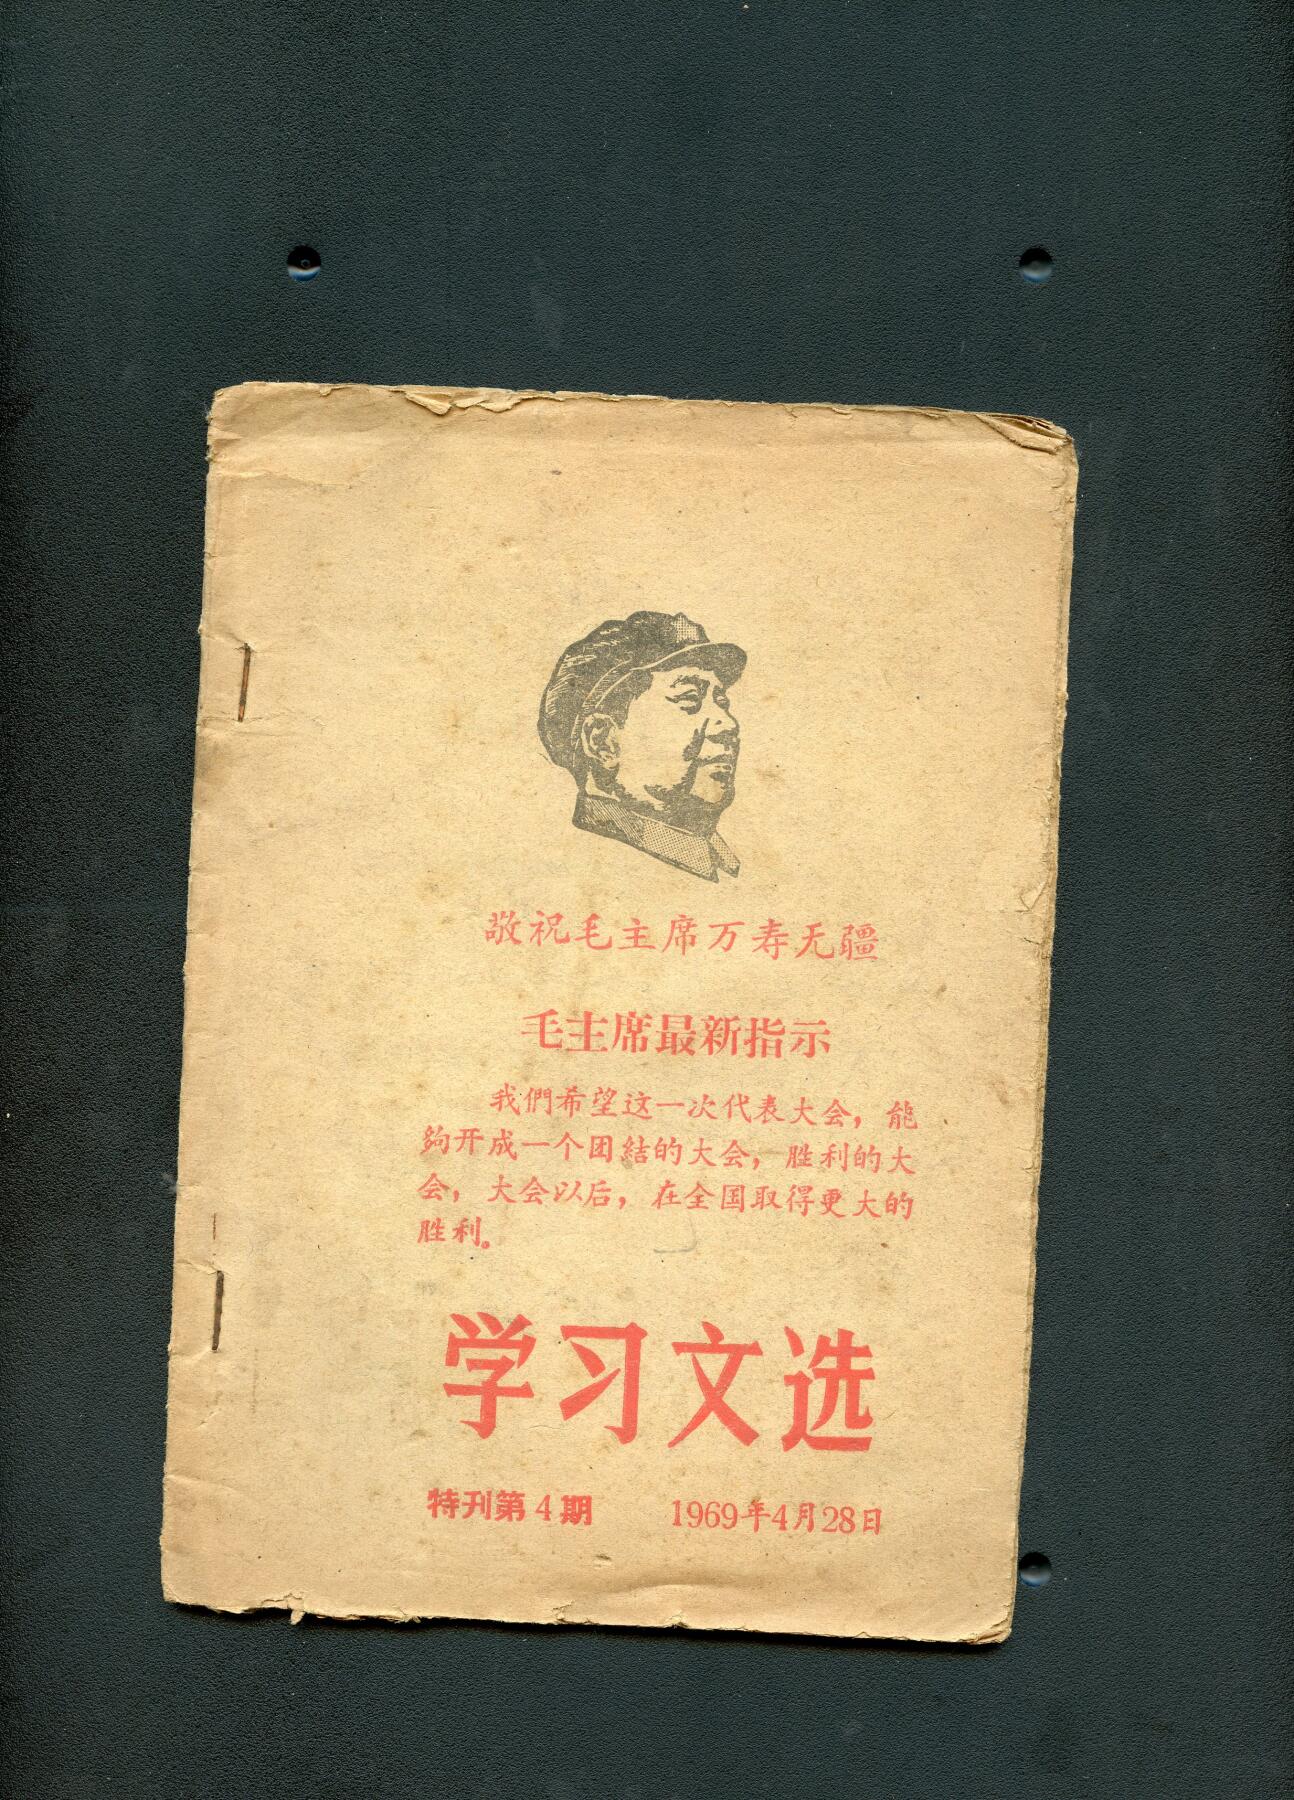 敬祝毛主席万寿无疆
毛主席最新指示
我們希望这一次代表大会，能
夠开成一个团結的大会，胜利的大
会，大会以后，在全国取得更大的
胜利。
学习文选
特刊第4期 1969年4月28日